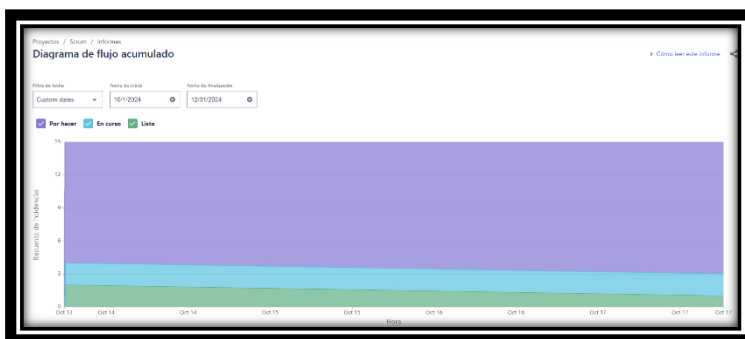 Proyectos / Scrum / Informes
Diagrama de flujo acumulado
Cómo leer este informe
Filtro de fecha
Fecha de inicio
Fecha de finalización
Custom dates
10/1/2024
12/31/2024
Por hacer
En curso
Listo
15
12
9
6
3
0
Recuento de incidencias
Oct 13 Oct 14 Oct 14 Oct 15 Oct 15 Oct 16 Oct 16 Oct 17 Oct 17 Oct 17
Hora